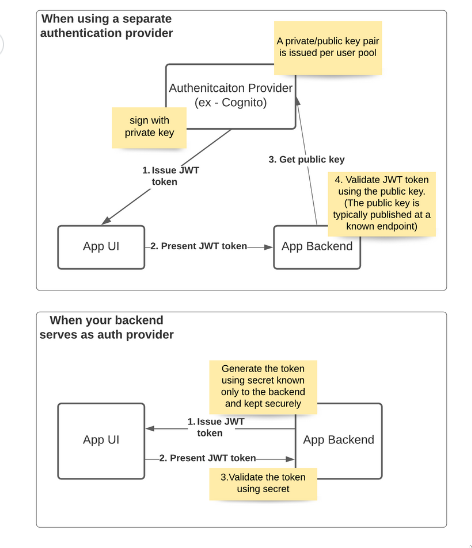 When using a separate
authentication provider
A private/public key pair
is issued per user pool
Authenitcaiton Provider
(ex - Cognito)
sign with
private key
1. Issue JWT
token
3. Get public key
4. Validate JWT token
using the public key.
(The public key is
typically published at a
known endpoint)
App UI
2. Present JWT token
App Backend
When your backend
serves as auth provider
Generate the token
using secret known
only to the backend
and kept securely
1. Issue JWT
token
App UI
App Backend
2. Present JWT token
3.Validate the token
using secret